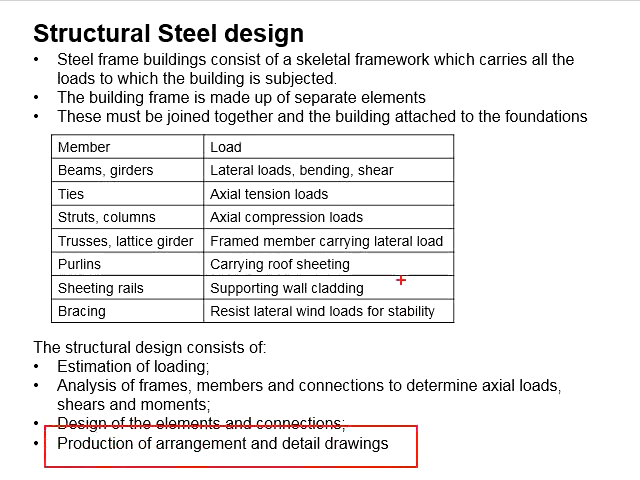 Structural Steel design
• Steel frame buildings consist of a skeletal framework which carries all the
loads to which the building is subjected.
• The building frame is made up of separate elements
• These must be joined together and the building attached to the foundations
Member Load
Beams, girders Lateral loads, bending, shear
Ties Axial tension loads
Struts, columns Axial compression loads
Trusses, lattice girder Framed member carrying lateral load
Purlins Carrying roof sheeting
Sheeting rails Supporting wall cladding
Bracing Resist lateral wind loads for stability
The structural design consists of:
• Estimation of loading;
• Analysis of frames, members and connections to determine axial loads,
shears and moments;
• Design of the elements and connections;
• Production of arrangement and detail drawings